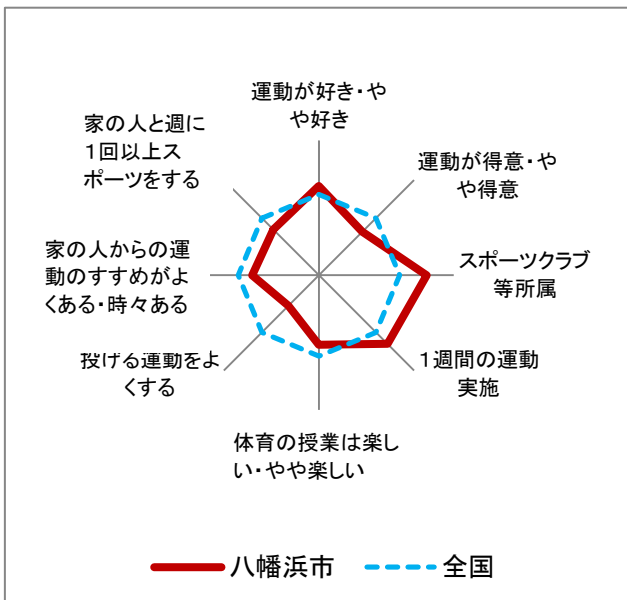 運動が好き・や
や好き
運動が得意・や
や得意
スポーツクラブ
等所属
1週間の運動
実施
体育の授業は楽し
い・やや楽しい
投げる運動をよ
くする
家の人からの運
動のすすめがよ
くある・時々ある
家の人と週に
1回以上ス
ポーツをする
八幡浜市
全国